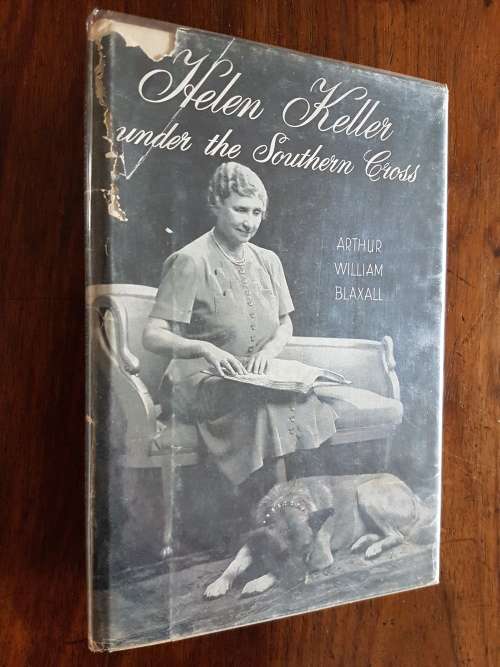 Helen Keller
under the Southern Cross
ARTHUR
WILLIAM
BLAXALL